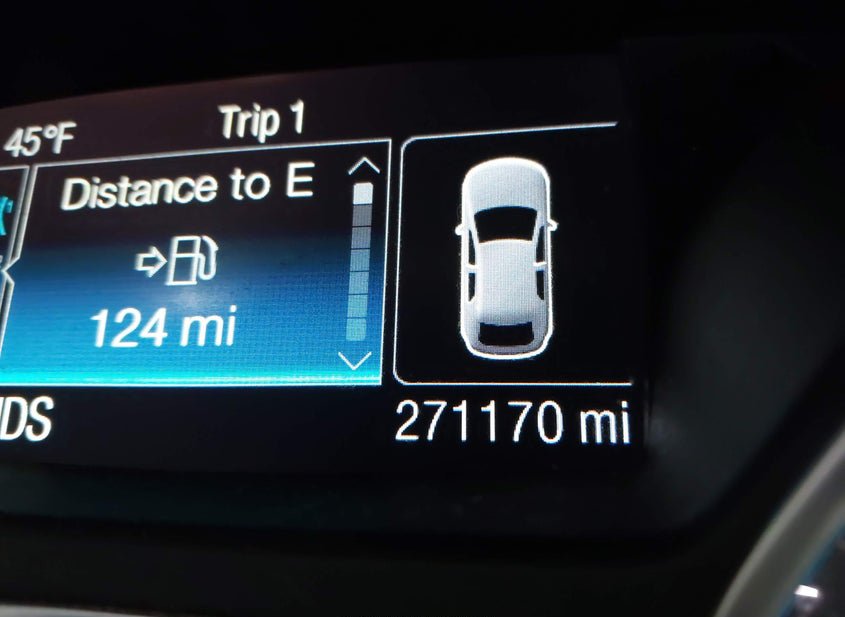 45°F
Trip 1
Distance to E
124 mi
271170 mi